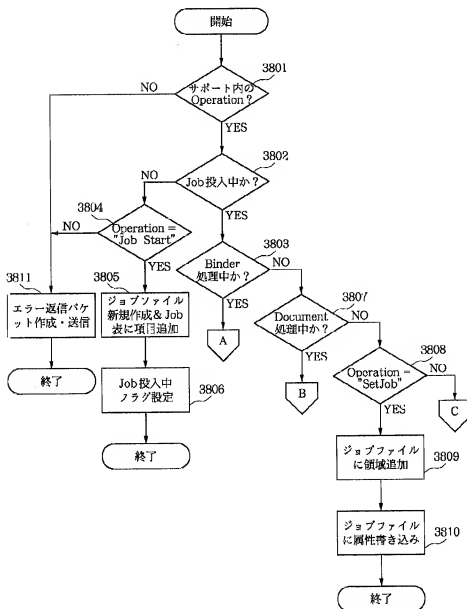 開始
3801
サポート内の
Operation?
NO
YES
3802
Job投入中か?
NO
YES
3804
Operation=
"Job Start"
NO
YES
3803
Binder
処理中か?
NO
YES
A
3811
エラー返信パケ
ット作成・送信
終了
3805
ジョブファイル
新規作成&Job
表に項目追加
Job投入中
フラグ設定
3806
終了
3807
Document
処理中か?
NO
YES
B
3808
Operation=
"SetJob"
NO
YES
C
ジョブファイル
に領域追加
3809
ジョブファイル
に属性書き込み
3810
終了